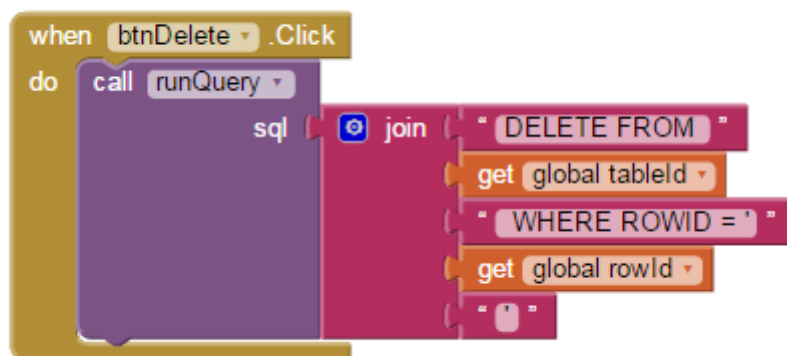 when btnDelete .Click
do call runQuery
sql join " DELETE FROM "
get global tableId
" WHERE ROWID = ' "
get global rowId
" ' "